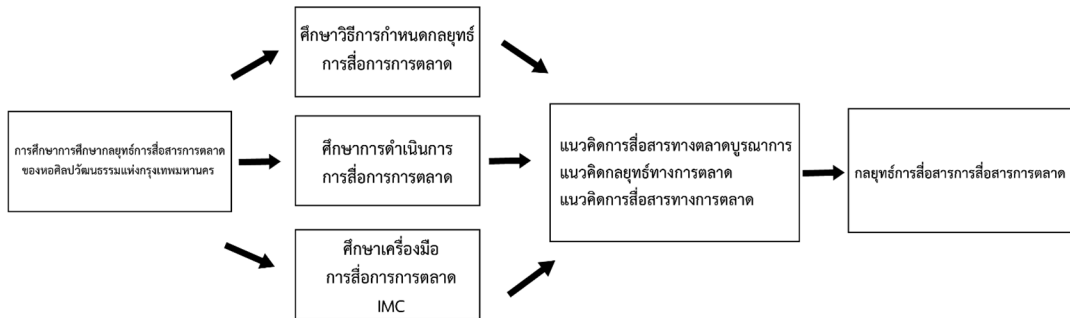 การศึกษาการศึกษากลยุทธ์การสื่อสารการตลาด
ของหอศิลปวัฒนธรรมแห่งกรุงเทพมหานคร
ศึกษาวิธีการกำหนดกลยุทธ์
การสื่อการการตลาด
ศึกษาการดำเนินการ
การสื่อการการตลาด
ศึกษาเครื่องมือ
การสื่อการการตลาด
IMC
แนวคิดการสื่อสารทางตลาดบูรณาการ
แนวคิดกลยุทธ์ทางการตลาด
แนวคิดการสื่อสารทางการตลาด
กลยุทธ์การสื่อสารการสื่อสารการตลาด